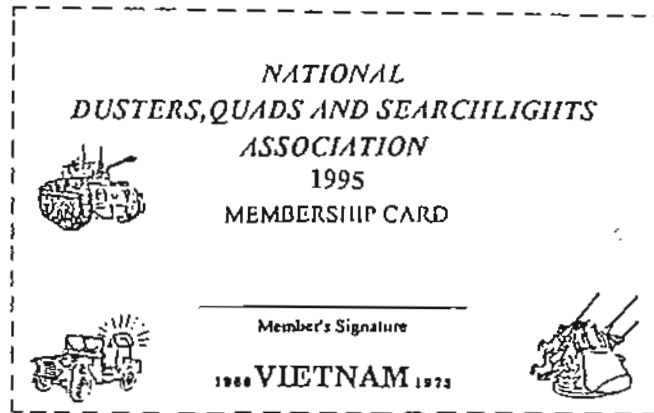 NATIONAL
DUSTERS,QUADS AND SEARCHLIGHTS
ASSOCIATION
1995
MEMBERSHIP CARD
Member's Signature
VIETNAM